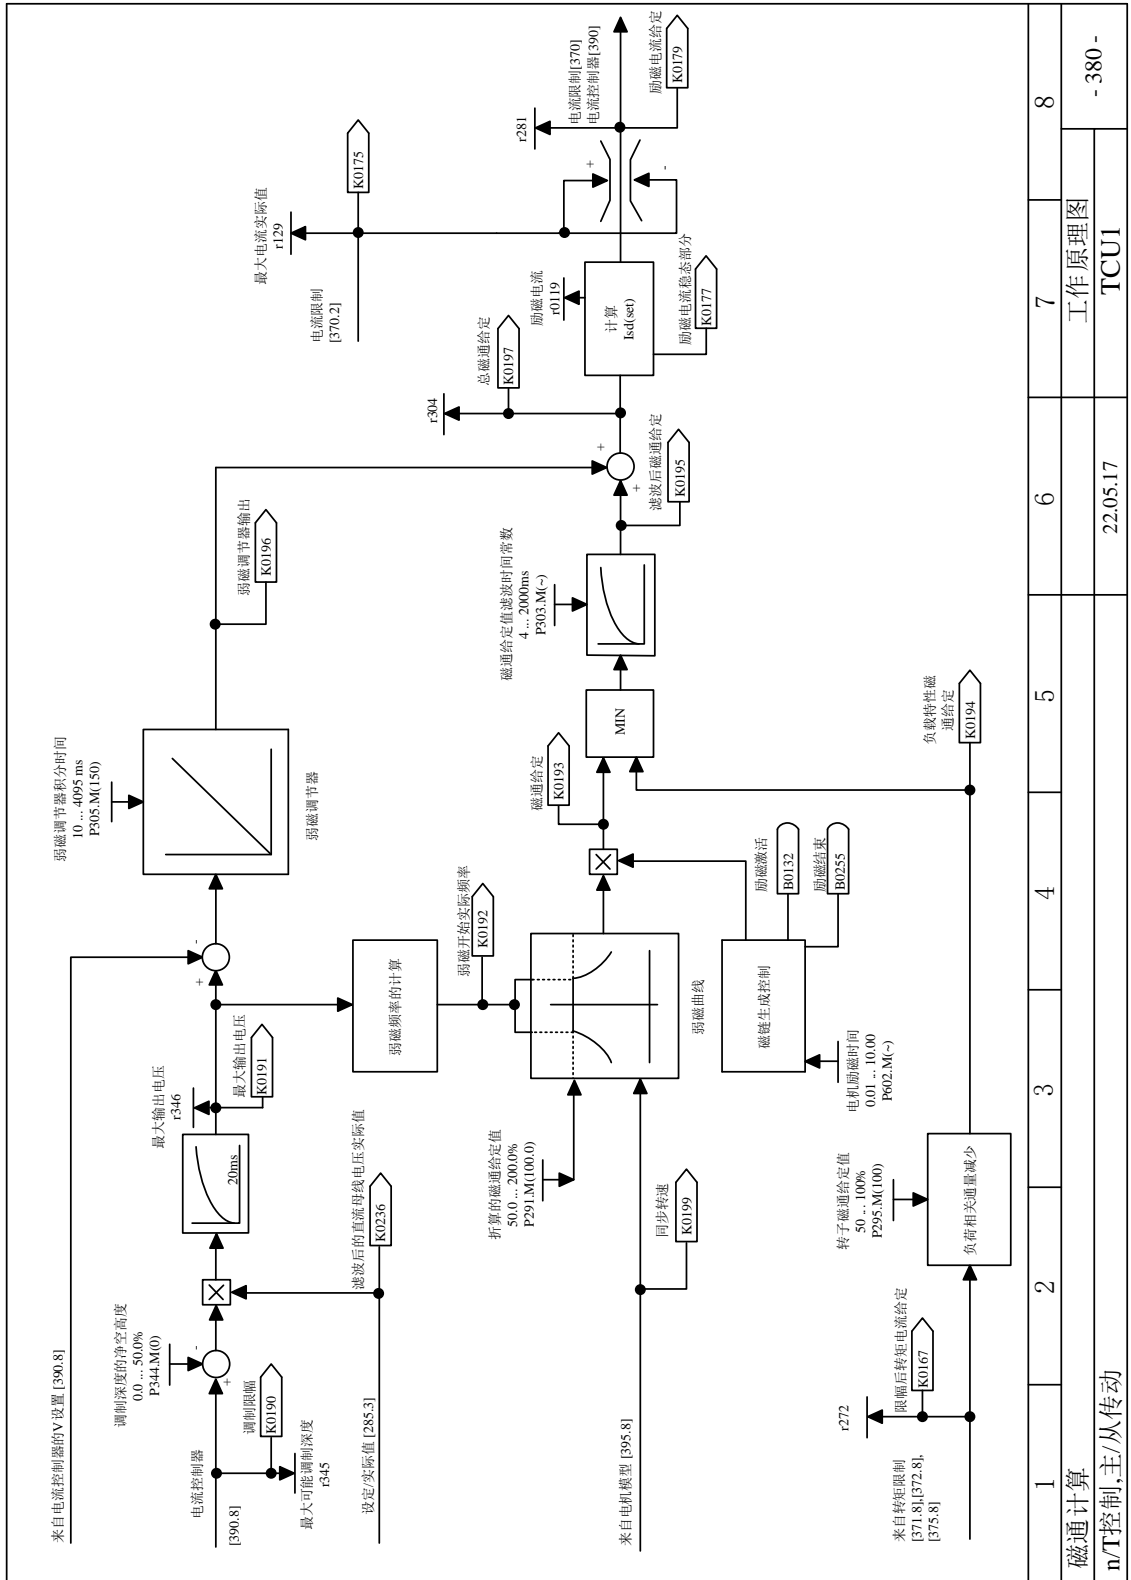 来自电流控制器的V设置 [390.8]
调制深度的净空高度
0.0 ... 50.0%
P344.M(0)
-
+
电流控制器
[390.8]
调制限幅
K0190
最大可能调制深度
r345
设定/实际值 [285.3]
滤波后的直流母线电压实际值
K0236
20ms
最大输出电压
r346
最大输出电压
K0191
+
-
弱磁调节器积分时间
10 ... 4095 ms
P305.M(150)
弱磁调节器
弱磁调节器输出
K0196
弱磁频率的计算
弱磁开始实际频率
K0192
折算的磁通给定值
50.0 ... 200.0%
P291.M(100.0)
弱磁曲线
来自电机模型 [395.8]
同步转速
K0199
磁链生成控制
电机励磁时间
0.01 ... 10.00
P602.M(~)
励磁激活
B0132
励磁结束
B0255
磁通给定
K0193
MIN
磁通给定值滤波时间常数
4 ... 2000ms
P303.M(~)
滤波后磁通给定
K0195
+
+
r304
总磁通给定
K0197
励磁电流
r0119
计算
Isd(set)
励磁电流稳态部分
K0177
电流限制
[370.2]
最大电流实际值
r129
K0175
+
-
r281
电流限制[370]
电流控制器[390]
励磁电流给定
K0179
来自转矩限制
[371.8],[372.8],
[375.8]
r272
限幅后转矩电流给定
K0167
转子磁通给定值
50 ... 100%
P295.M(100)
负荷相关通量减少
负载特性磁
通给定
K0194
1 2 3 4 5 6 7 8
磁通计算
n/T控制,主/从传动
22.05.17
工作原理图
TCU1
- 380 -